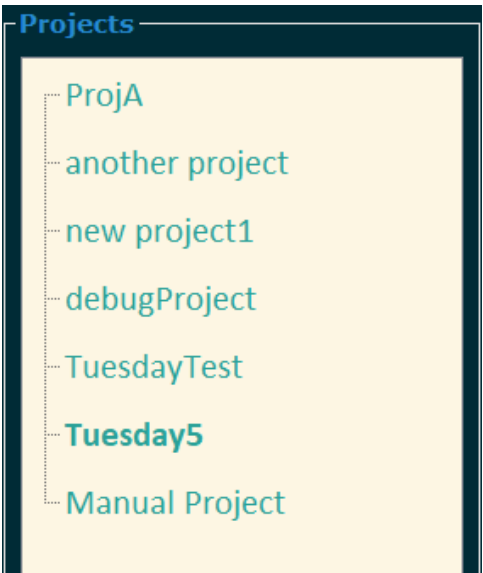 Projects
ProjA
another project
new project1
debugProject
TuesdayTest
Tuesday5
Manual Project